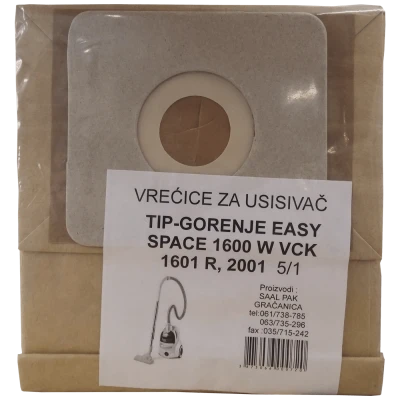 VREĆICE ZA USISIVAČ
TIP-GORENJE EASY
SPACE 1600 W VCK
1601 R, 2001 5/1
Proizvodi :
SAAL PAK
GRAČANICA
tel:061/738-785
063/735-296
fax :035/715-242